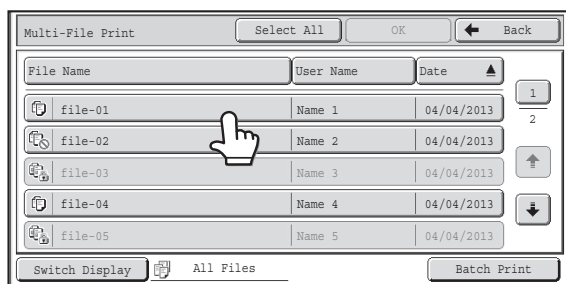 Multi-File Print Select All OK Back
File Name User Name Date
file-01 Name 1 04/04/2013
file-02 Name 2 04/04/2013
file-03 Name 3 04/04/2013
file-04 Name 4 04/04/2013
file-05 Name 5 04/04/2013
1
2
Switch Display All Files Batch Print